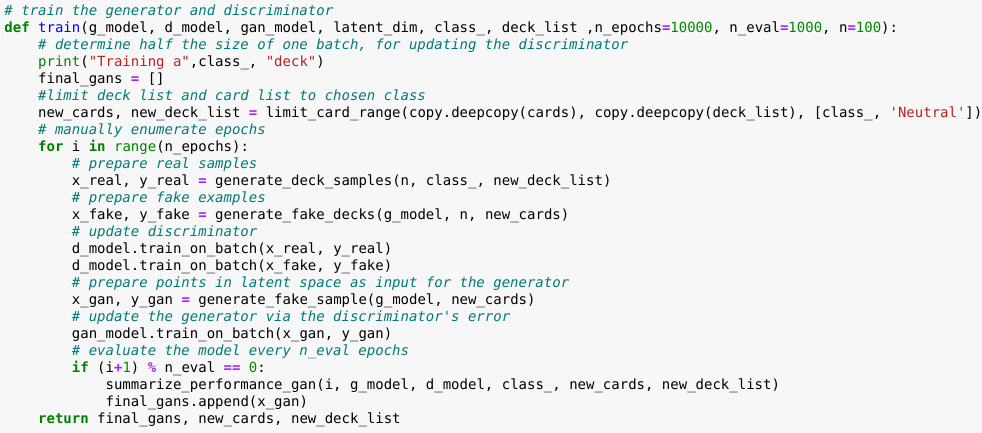 # train the generator and discriminator
def train(g_model, d_model, gan_model, latent_dim, class_, deck_list ,n_epochs=10000, n_eval=1000, n=100):
    # determine half the size of one batch, for updating the discriminator
    print("Training a",class_, "deck")
    final_gans = []
    #limit deck list and card list to chosen class
    new_cards, new_deck_list = limit_card_range(copy.deepcopy(cards), copy.deepcopy(deck_list), [class_, 'Neutral'])
    # manually enumerate epochs
    for i in range(n_epochs):
        # prepare real samples
        x_real, y_real = generate_deck_samples(n, class_, new_deck_list)
        # prepare fake examples
        x_fake, y_fake = generate_fake_decks(g_model, n, new_cards)
        # update discriminator
        d_model.train_on_batch(x_real, y_real)
        d_model.train_on_batch(x_fake, y_fake)
        # prepare points in latent space as input for the generator
        x_gan, y_gan = generate_fake_sample(g_model, new_cards)
        # update the generator via the discriminator's error
        gan_model.train_on_batch(x_gan, y_gan)
        # evaluate the model every n_eval epochs
        if (i+1) % n_eval == 0:
            summarize_performance_gan(i, g_model, d_model, class_, new_cards, new_deck_list)
            final_gans.append(x_gan)
    return final_gans, new_cards, new_deck_list